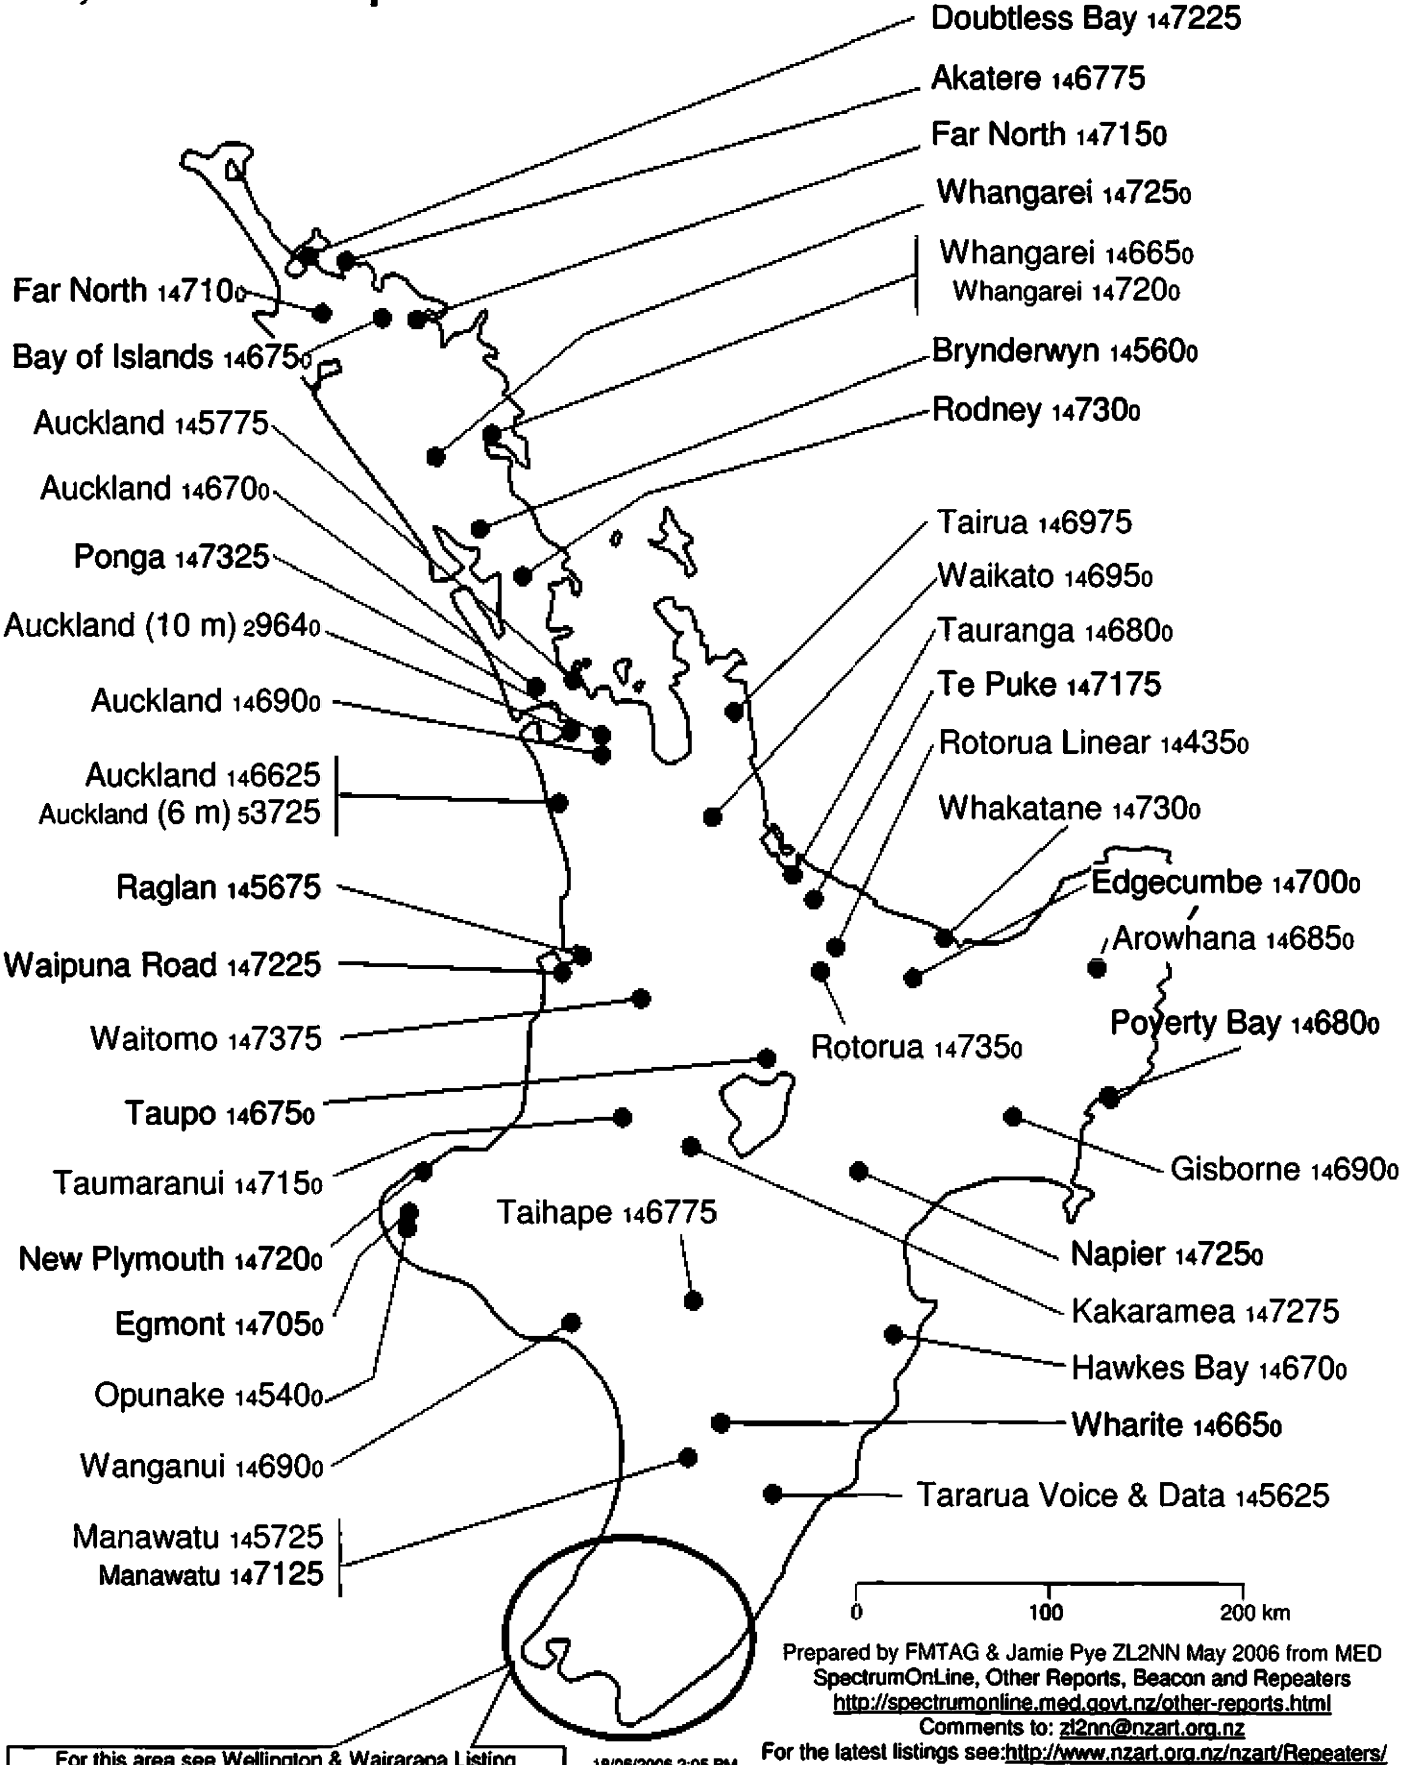 Doubtless Bay 147225
Akatere 146775
Far North 147150
Whangarei 147250
Whangarei 146650
Whangarei 147200
Brynderwyn 145600
Rodney 147300
Far North 147100
Bay of Islands 146750
Auckland 145775
Auckland 146700
Ponga 147325
Auckland (10 m) 29640
Auckland 146900
Auckland 146625
Auckland (6 m) 53725
Raglan 145675
Waipuna Road 147225
Waitomo 147375
Taupo 146750
Taumaranui 147150
New Plymouth 147200
Egmont 147050
Opunake 145400
Wanganui 146900
Manawatu 145725
Manawatu 147125
Tairua 146975
Waikato 146950
Tauranga 146800
Te Puke 147175
Rotorua Linear 144350
Whakatane 147300
Edgecumbe 147000
Arowhana 146850
Poverty Bay 146800
Rotorua 147350
Gisborne 146900
Taihape 146775
Napier 147250
Kakaramea 147275
Hawkes Bay 146700
Wharite 146650
Tararua Voice & Data 145625
0 100 200 km
Prepared by FMTAG & Jamie Pye ZL2NN May 2006 from MED
SpectrumOnLine, Other Reports, Beacon and Repeaters
http://spectrumonline.med.govt.nz/other-reports.html
Comments to: zl2nn@nzart.org.nz
For the latest listings see:http://www.nzart.org.nz/nzart/Repeaters/
For this area see Wellington & Wairarapa Listing
18/06/2006 2:05 PM